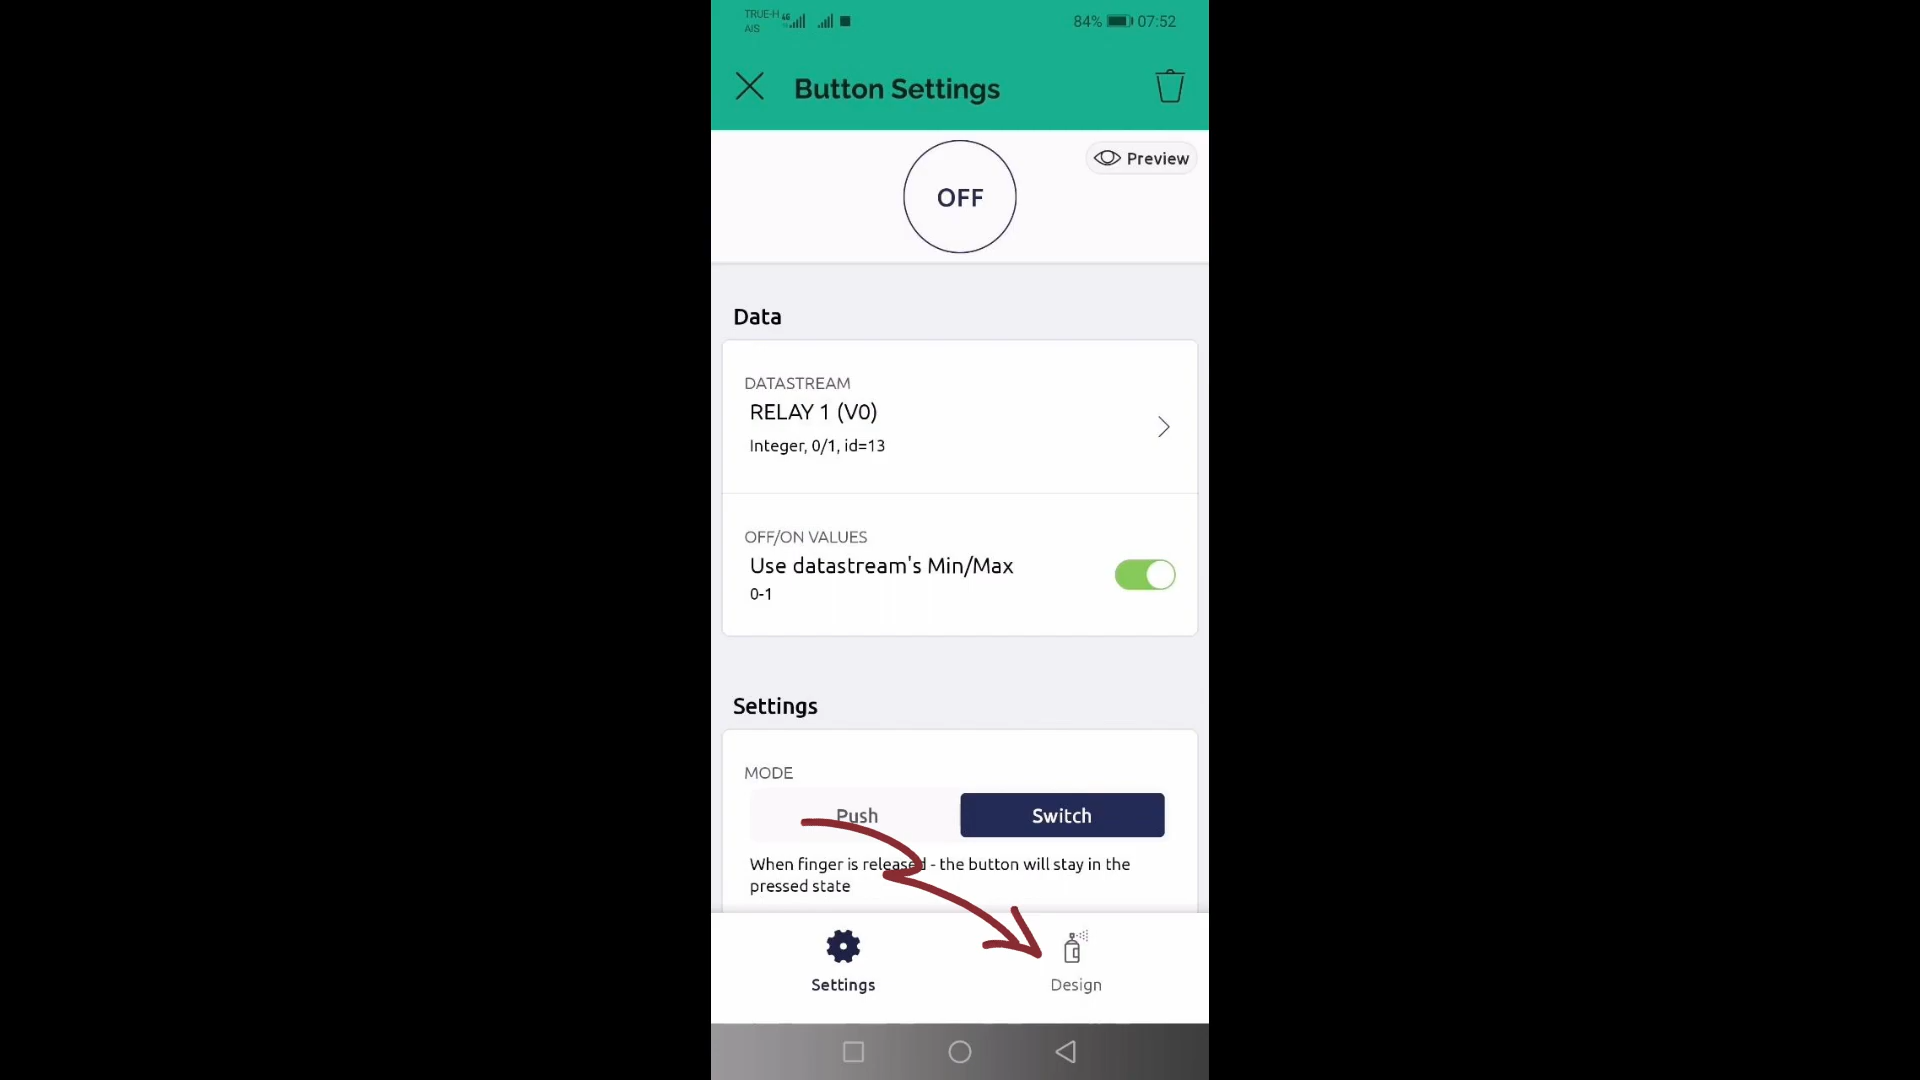 TRUE-H
AIS
84% 07:52
Button Settings
Preview
OFF
Data
DATASTREAM
RELAY 1 (V0)
Integer, 0/1, id=13
OFF/ON VALUES
Use datastream's Min/Max
0-1
Settings
MODE
Push Switch
When finger is released - the button will stay in the
pressed state
Settings Design